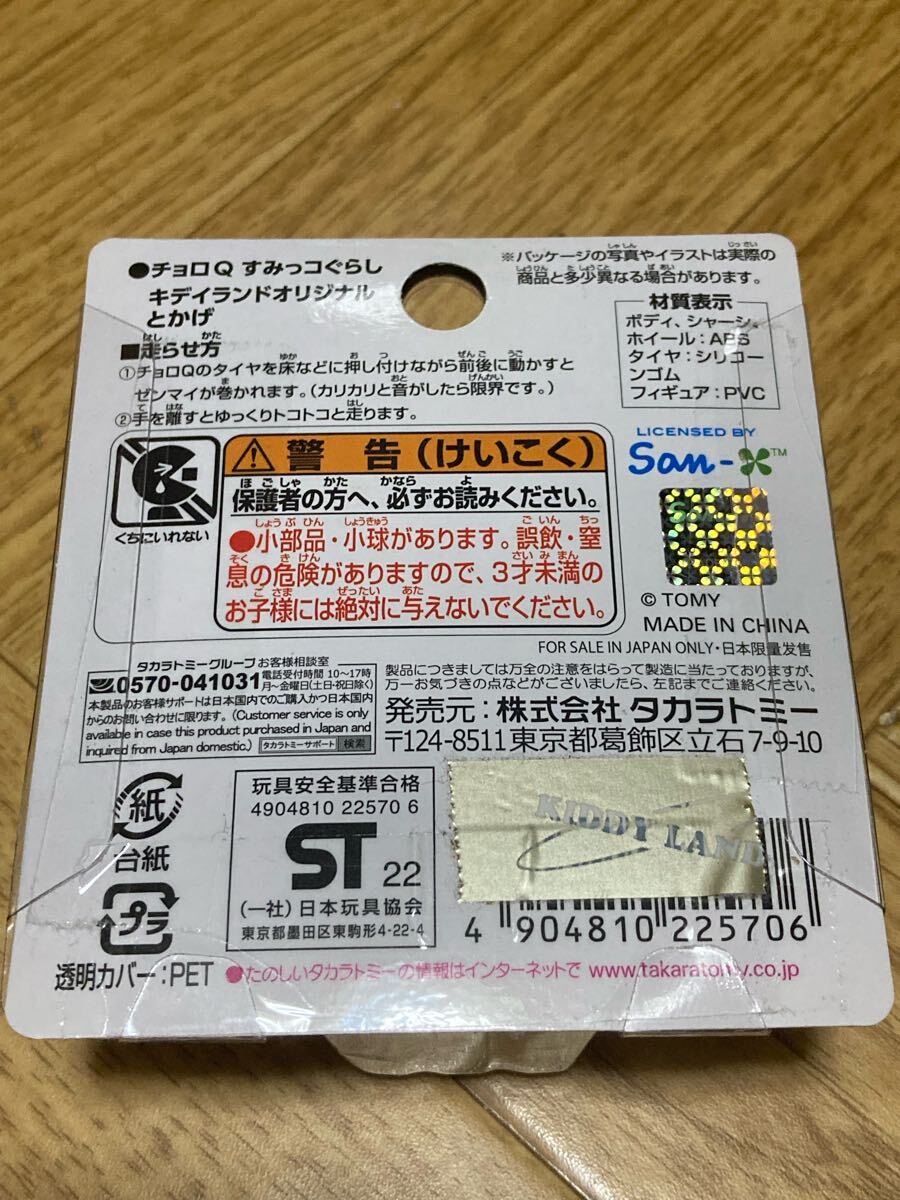 ●チョロQ すみっコぐらし
キデイランドオリジナル
とかげ
※パッケージの写真やイラストは実際の
商品と多少異なる場合があります。
■走らせ方
①チョロQのタイヤを床などに押し付けながら前後に動かすと
ゼンマイが巻かれます。(カリカリと音がしたら限界です。)
②手を離すとゆっくりトコトコと走ります。
材質表示
ボディ、シャーシ、
ホイール:ABS
タイヤ:シリコー
ンゴム
フィギュア:PVC
くちにいれない
警告(けいこく)
保護者の方へ、必ずお読みください。
●小部品・小球があります。誤飲・窒
息の危険がありますので、3才未満の
お子様には絶対に与えないでください。
LICENSED BY
San-X™
© TOMY
MADE IN CHINA
FOR SALE IN JAPAN ONLY・日本限量发售
タカラトミーグループ お客様相談室
0570-041031 電話受付時間 10〜17時
月〜金曜日(土日・祝日除く)
本製品のお客様サポートは日本国内でのご購入かつ日本国内
からのお問い合わせに限ります。(Customer service is only
available in case this product purchased in Japan and
inquired from Japan domestic.) タカラトミーサポート 検索
製品につきましては万全の注意をはらって製造に当たっておりますが、
万一お気づきの点などがございましたら、左記までご連絡ください。
発売元:株式会社 タカラトミー
〒124-8511東京都葛飾区立石7-9-10
紙
台紙
プラ
透明カバー:PET
玩具安全基準合格
4904810 22570 6
ST 22
(一社)日本玩具協会
東京都墨田区東駒形4-22-4
KIDDY LAND
4 904810 225706
●たのしいタカラトミーの情報はインターネットで www.takaratomy.co.jp